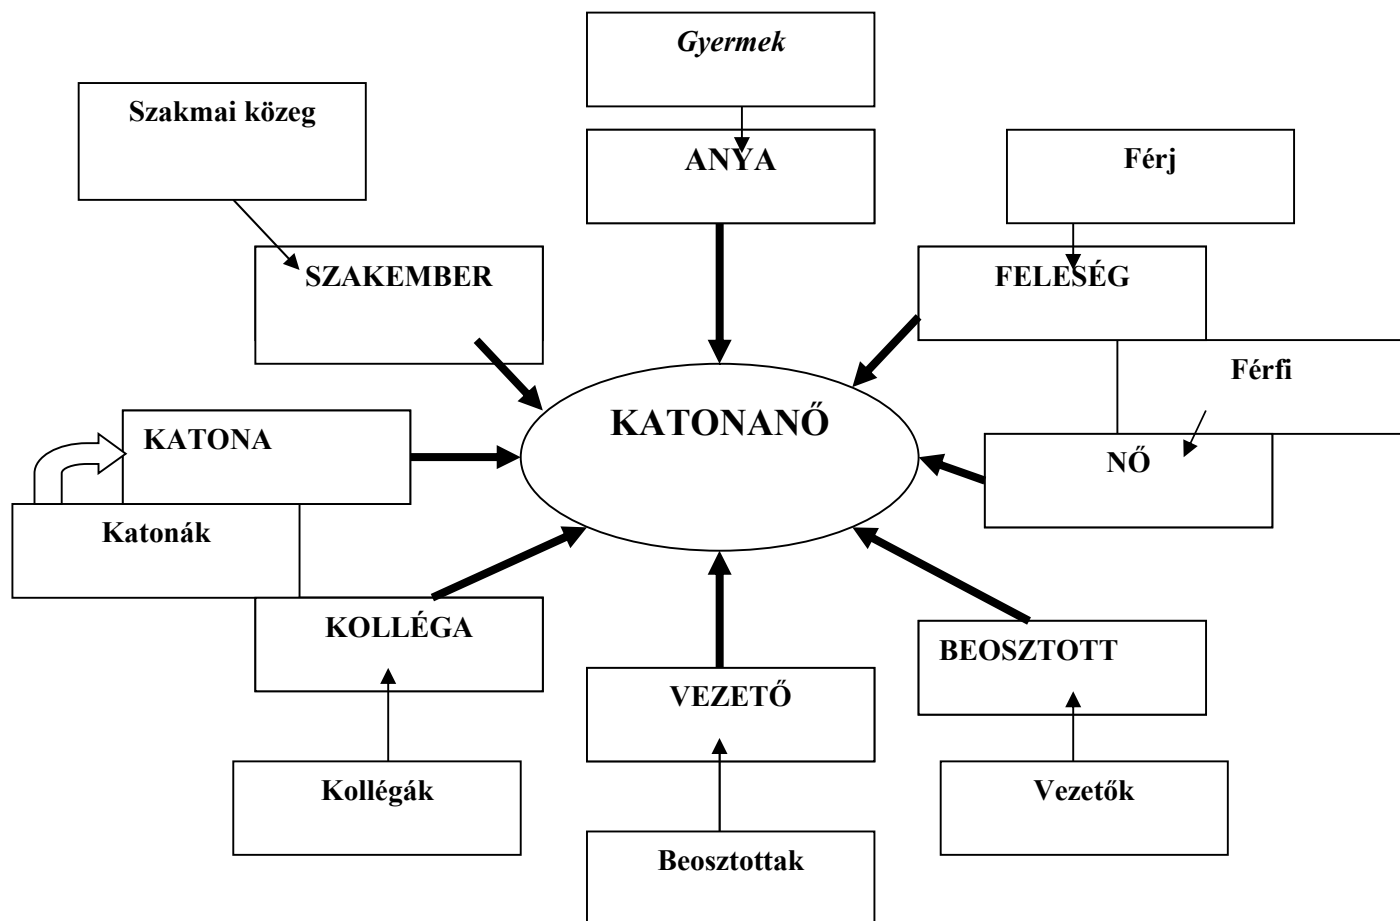 Gyermek
Szakmai közeg
ANYA
Férj
SZAKEMBER
FELESÉG
Férfi
KATONANŐ
KATONA
NŐ
Katonák
KOLLÉGA
BEOSZTOTT
VEZETŐ
Kollégák
Vezetők
Beosztottak